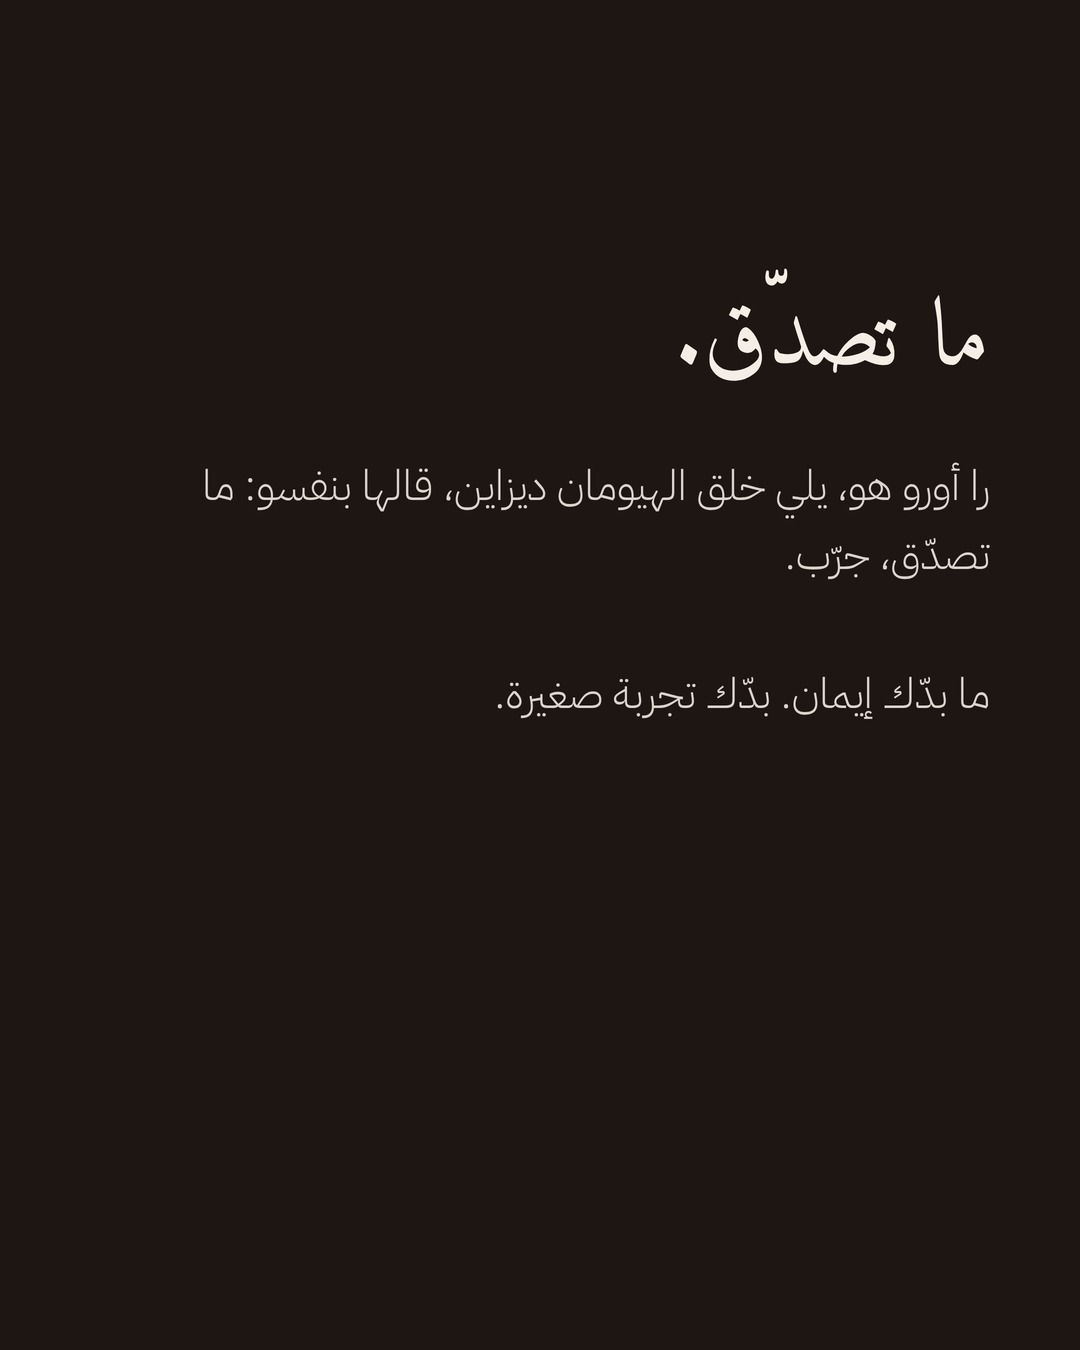 ما تصدّق.
را أورو هو، يلي خلق الهيومان ديزاين، قالها بنفسو: ما
تصدّق، جرّب.
ما بدّك إيمان. بدّك تجربة صغيرة.